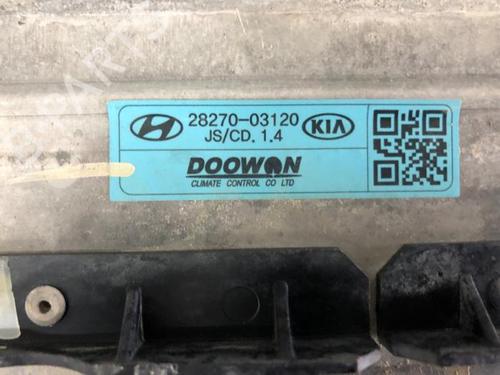 28270-03120
JS/CD. 1.4
KIA
DOOWON
CLIMATE CONTROL CO LTD